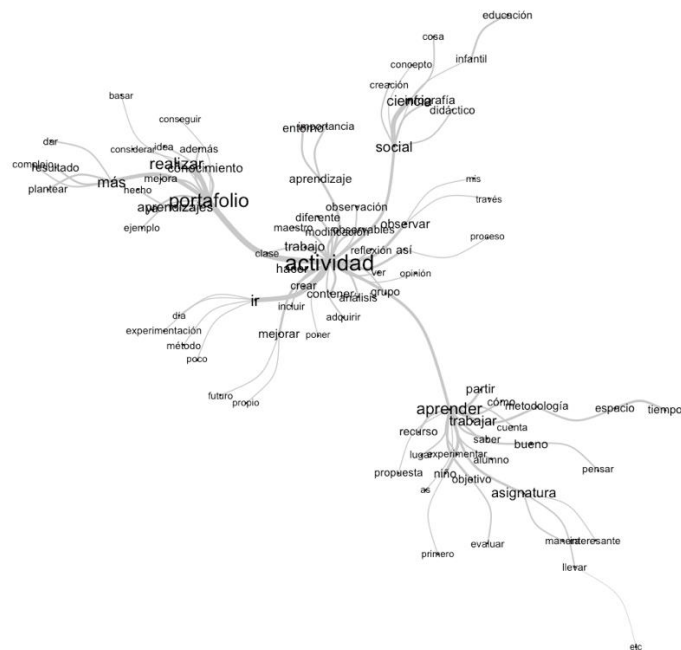 educación
cosa
infantil
concepto
creación
ciencia
didáctico
social
basar
entorno
importancia
conseguir
dar
considerar
idea
además
complejo
resultado
realizar
conocimiento
más
mejora
plantear
hecho
aprendizaje
mis
portafolio
observación
través
aprendizajes
diferente
observar
ejemplo
maestro
modificación
observables
proceso
trabajo
reflexión
así
clase
actividad
hacer
ver
opinión
crear
contener
análisis
grupo
ir
incluir
día
adquirir
experimentación
mejorar
poner
método
poco
futuro
propio
partir
cómo
aprender
metodología
espacio
tiempo
trabajar
cuenta
recurso
saber
bueno
lugar
experimentar
alumno
propuesta
niño
objetivo
pensar
as
asignatura
primero
evaluar
manera
interesante
llevar
etc